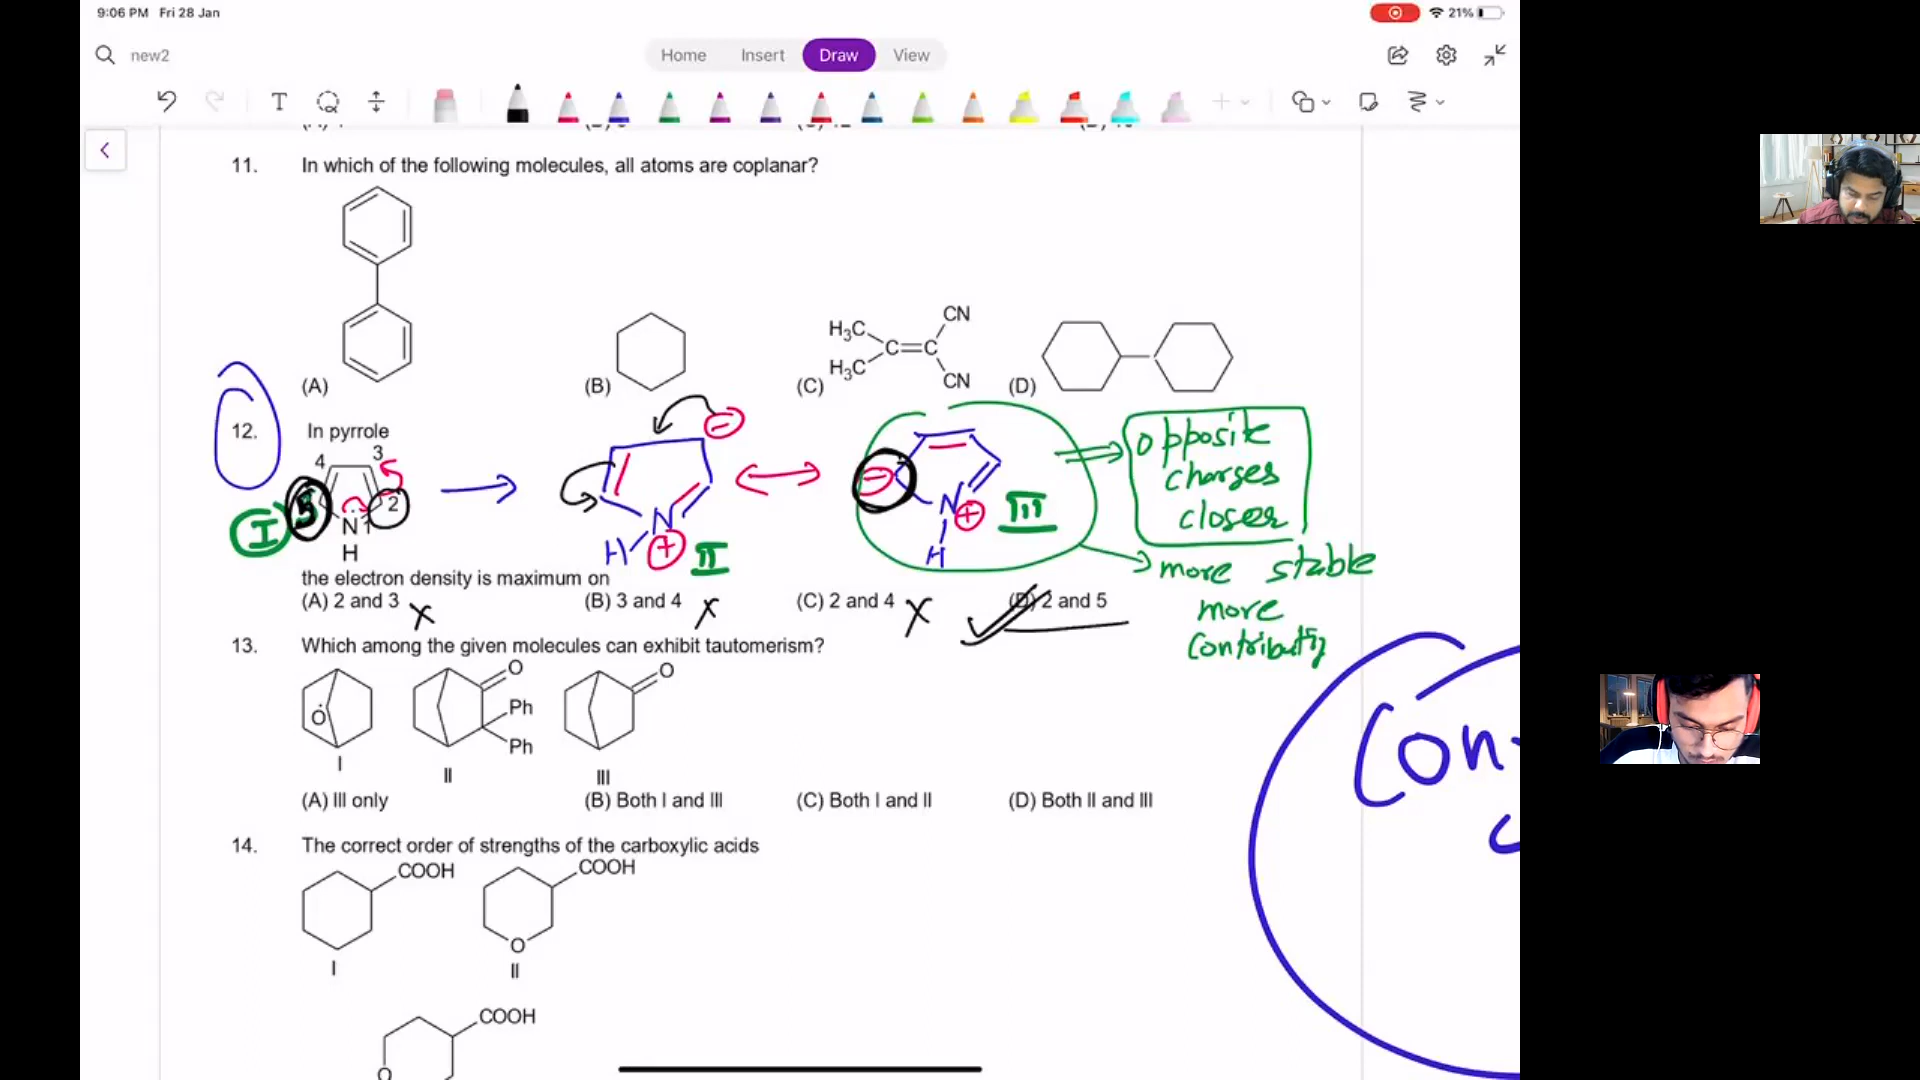 9:06 PM Fri 28 Jan
21%
new2
Home Insert Draw View
T
11. In which of the following molecules, all atoms are coplanar?
(A)
(B)
(C) H3C H3C C=C CN CN
(D)
12. In pyrrole
4 3
5 2
N1
H
I
H N + II
- N + H III
opposite
charges
closer
more stable
more
the electron density is maximum on
(A) 2 and 3 x (B) 3 and 4 x (C) 2 and 4 x (D) 2 and 5
13. Which among the given molecules can exhibit tautomerism?
O
I
O
Ph
Ph
II
O
III
(A) III only (B) Both I and III (C) Both I and II (D) Both II and III
14. The correct order of strengths of the carboxylic acids
COOH
I
COOH
O
II
COOH
O
Con